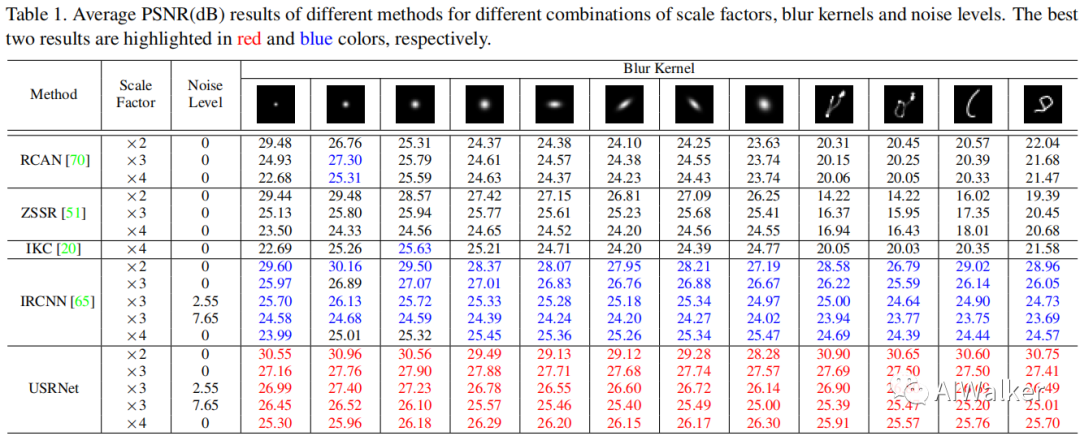 Table 1. Average PSNR(dB) results of different methods for different combinations of scale factors, blur kernels and noise levels. The best
two results are highlighted in red and blue colors, respectively.
Method Scale Factor Noise Level Blur Kernel
RCAN [70] ×2 0 29.48 26.76 25.31 24.37 24.38 24.10 24.25 23.63 20.31 20.45 20.57 22.04
×3 0 24.93 27.30 25.79 24.61 24.57 24.38 24.55 23.74 20.15 20.25 20.39 21.68
×4 0 22.68 25.31 25.59 24.63 24.37 24.23 24.43 23.74 20.06 20.05 20.33 21.47
ZSSR [51] ×2 0 29.44 29.48 28.57 27.42 27.15 26.81 27.09 26.25 14.22 14.22 16.02 19.39
×3 0 25.13 25.80 25.94 25.77 25.61 25.23 25.68 25.41 16.37 15.95 17.35 20.45
×4 0 23.50 24.33 24.56 24.65 24.52 24.20 24.56 24.55 16.94 16.43 18.01 20.68
IKC [20] ×4 0 22.69 25.26 25.63 25.21 24.71 24.20 24.39 24.77 20.05 20.03 20.35 21.58
IRCNN [65] ×2 0 29.60 30.16 29.50 28.37 28.07 27.95 28.21 27.19 28.58 26.79 29.02 28.96
×3 0 25.97 26.89 27.07 27.01 26.83 26.76 26.88 26.67 26.22 25.59 26.14 26.05
×3 2.55 25.70 26.13 25.72 25.33 25.28 25.18 25.34 24.97 25.00 24.64 24.90 24.73
×3 7.65 24.58 24.68 24.59 24.39 24.24 24.20 24.27 24.02 23.94 23.77 23.75 23.69
×4 0 23.99 25.01 25.32 25.45 25.36 25.26 25.34 25.47 24.69 24.39 24.44 24.57
USRNet ×2 0 30.55 30.96 30.56 29.49 29.13 29.12 29.28 28.28 30.90 30.65 30.60 30.75
×3 0 27.16 27.76 27.90 27.88 27.71 27.68 27.74 27.57 27.69 27.50 27.50 27.41
×3 2.55 26.99 27.40 27.23 26.78 26.55 26.60 26.72 26.14 26.90
×3 7.65 26.45 26.52 26.10 25.57 25.46 25.40 25.49 25.00 25.39 25.47 25.20 25.01
×4 0 25.30 25.96 26.18 26.29 26.20 26.15 26.17 26.30 25.91 25.57 25.76 25.70
AIWalker